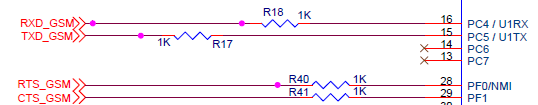 R18 1K
RXD_GSM 16 PC4 / U1RX
TXD_GSM 15 PC5 / U1TX
1K R17 14 PC6
13 PC7
R40 1K
RTS_GSM 28 PF0/NMI
R41 1K
CTS_GSM 29 PF1